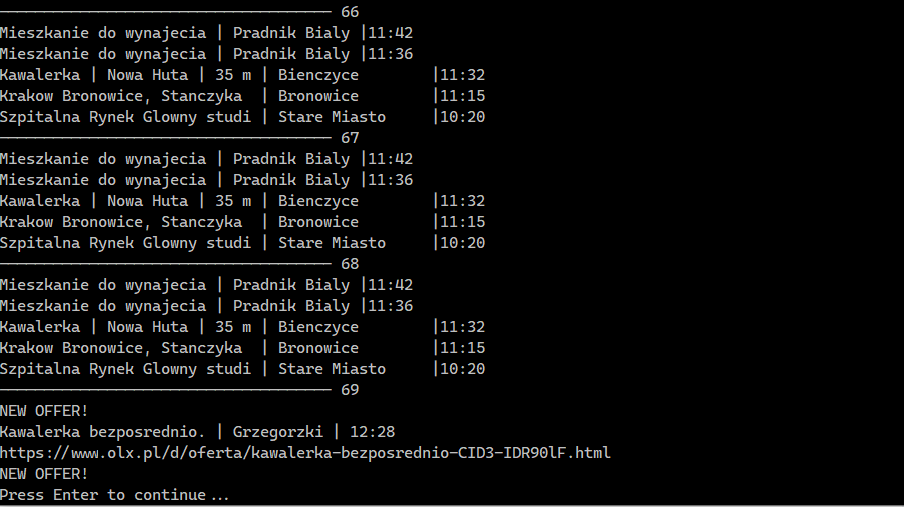 ———————————————————————————————————— 66
Mieszkanie do wynajecia | Pradnik Bialy |11:42
Mieszkanie do wynajecia | Pradnik Bialy |11:36
Kawalerka | Nowa Huta | 35 m | Bienczyce        |11:32
Krakow Bronowice, Stanczyka  | Bronowice        |11:15
Szpitalna Rynek Glowny studi | Stare Miasto     |10:20
———————————————————————————————————— 67
Mieszkanie do wynajecia | Pradnik Bialy |11:42
Mieszkanie do wynajecia | Pradnik Bialy |11:36
Kawalerka | Nowa Huta | 35 m | Bienczyce        |11:32
Krakow Bronowice, Stanczyka  | Bronowice        |11:15
Szpitalna Rynek Glowny studi | Stare Miasto     |10:20
———————————————————————————————————— 68
Mieszkanie do wynajecia | Pradnik Bialy |11:42
Mieszkanie do wynajecia | Pradnik Bialy |11:36
Kawalerka | Nowa Huta | 35 m | Bienczyce        |11:32
Krakow Bronowice, Stanczyka  | Bronowice        |11:15
Szpitalna Rynek Glowny studi | Stare Miasto     |10:20
———————————————————————————————————— 69
NEW OFFER!
Kawalerka bezposrednio. | Grzegorzki | 12:28
https://www.olx.pl/d/oferta/kawalerka-bezposrednio-CID3-IDR90lF.html
NEW OFFER!
Press Enter to continue...